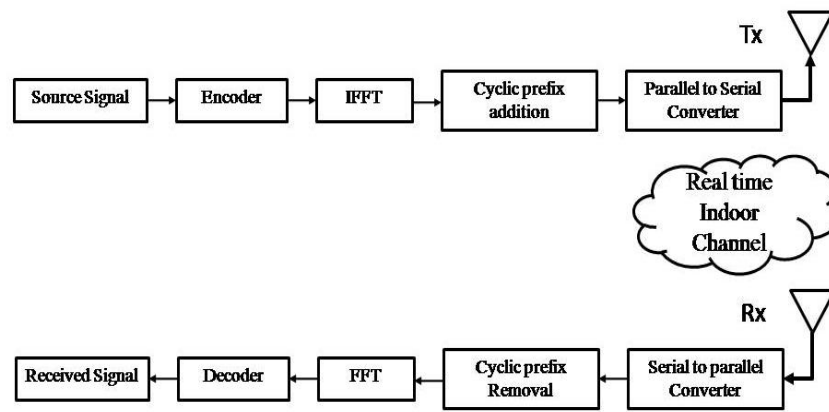 Tx
Source Signal
Encoder
IFFT
Cyclic prefix
addition
Parallel to Serial
Converter
Real time
Indoor
Channel
Rx
Received Signal
Decoder
FFT
Cyclic prefix
Removal
Serial to parallel
Converter